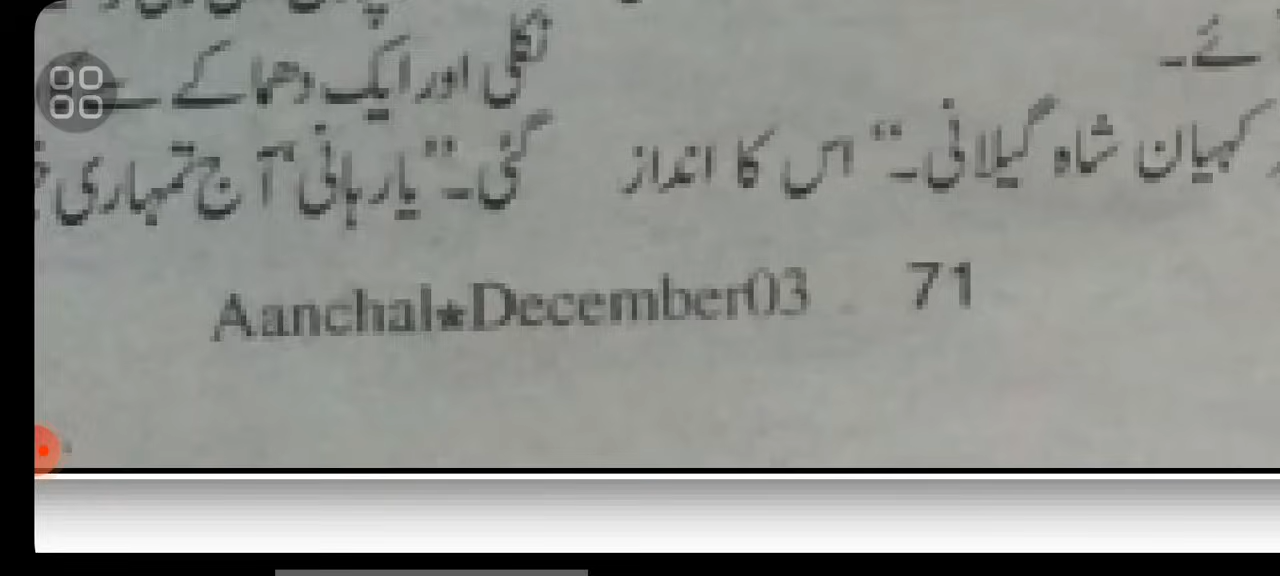 ئے۔
کہیان شاہ گیلانی۔“ اس کا انداز
نکلی اور ایک دھماکے سے
گئی۔ ”یار ہانی آج تمہاری
Aanchal★December03 71